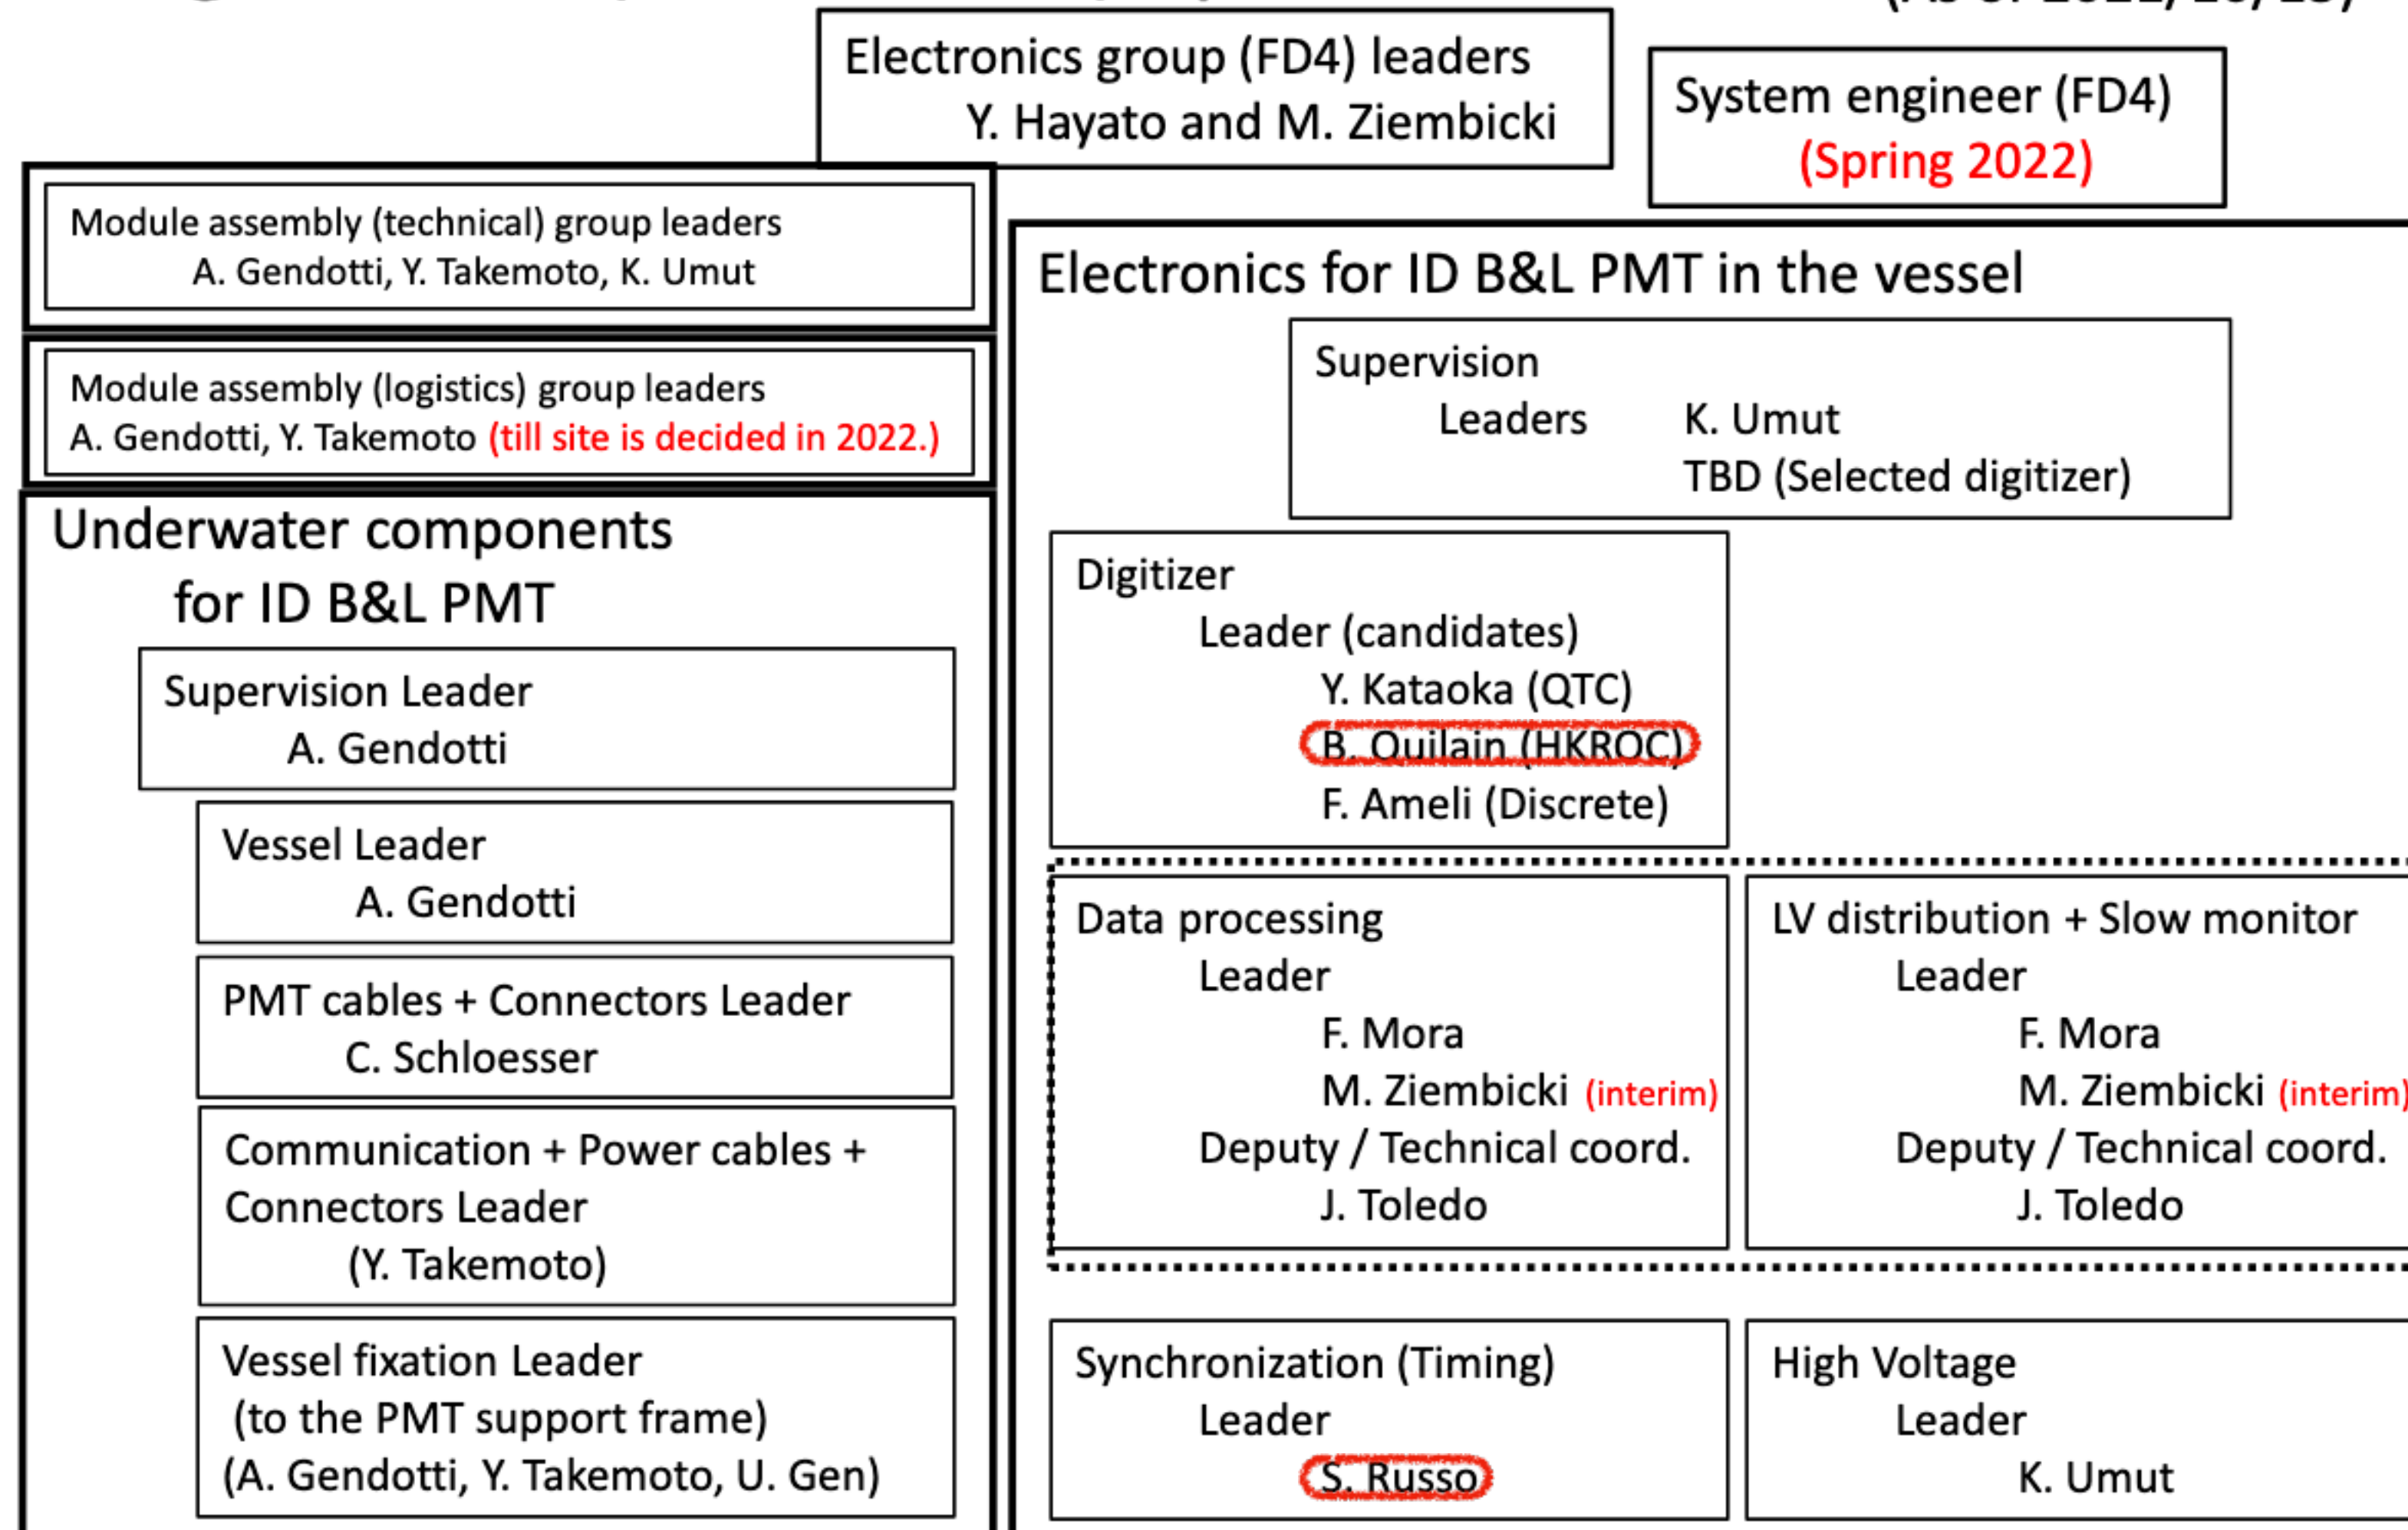 Electronics group (FD4) leaders
Y. Hayato and M. Ziembicki
System engineer (FD4)
(Spring 2022)
Module assembly (technical) group leaders
A. Gendotti, Y. Takemoto, K. Umut
Module assembly (logistics) group leaders
A. Gendotti, Y. Takemoto (till site is decided in 2022.)
Underwater components
for ID B&L PMT
Supervision Leader
A. Gendotti
Vessel Leader
A. Gendotti
PMT cables + Connectors Leader
C. Schloesser
Communication + Power cables +
Connectors Leader
(Y. Takemoto)
Vessel fixation Leader
(to the PMT support frame)
(A. Gendotti, Y. Takemoto, U. Gen)
Electronics for ID B&L PMT in the vessel
Supervision
Leaders K. Umut
TBD (Selected digitizer)
Digitizer
Leader (candidates)
Y. Kataoka (QTC)
B. Quilain (HKROC)
F. Ameli (Discrete)
Data processing
Leader
F. Mora
M. Ziembicki (interim)
Deputy / Technical coord.
J. Toledo
LV distribution + Slow monitor
Leader
F. Mora
M. Ziembicki (interim)
Deputy / Technical coord.
J. Toledo
Synchronization (Timing)
Leader
S. Russo
High Voltage
Leader
K. Umut